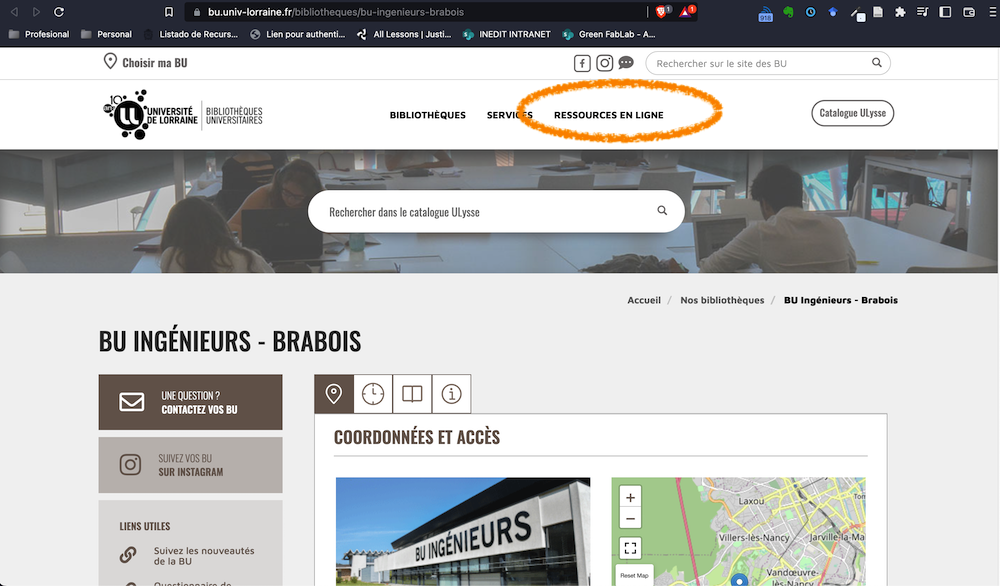 bu.univ-lorraine.fr/bibliotheques/bu-ingenieurs-brabois
1
1
918
Profesional
Personal
Listado de Recurs...
Lien pour authenti...
All Lessons | Justi...
INEDIT INTRANET
Green FabLab - A...
Choisir ma BU
Rechercher sur le site des BU
10 ans
UNIVERSITÉ
DE LORRAINE
BIBLIOTHÈQUES
UNIVERSITAIRES
BIBLIOTHÈQUES
SERVICES
RESSOURCES EN LIGNE
Catalogue ULysse
Rechercher dans le catalogue ULysse
Accueil / Nos bibliothèques / BU Ingénieurs - Brabois
BU INGÉNIEURS - BRABOIS
UNE QUESTION ?
CONTACTEZ VOS BU
SUIVEZ VOS BU
SUR INSTAGRAM
LIENS UTILES
Suivez les nouveautés
de la BU
Questionnaire de
COORDONNÉES ET ACCÈS
BU INGÉNIEURS
+
−
Reset Map
Laxou
Villers-lès-Nancy
Jarville-la-Ma
Vandœuvre-
lès-Nancy
Tom